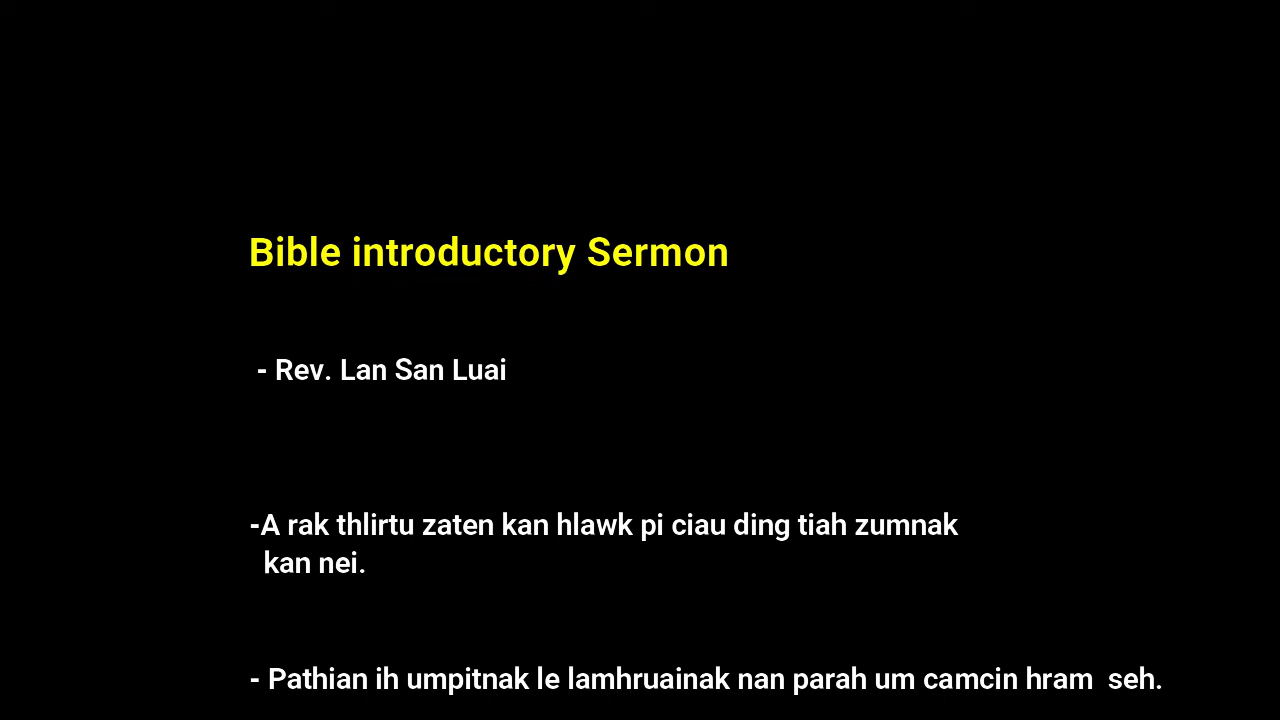 Bible introductory Sermon
- Rev. Lan San Luai
-A rak thlirtu zaten kan hlawk pi ciau ding tiah zumnak
kan nei.
- Pathian ih umpitnak le lamhruainak nan parah um camcin hram  seh.